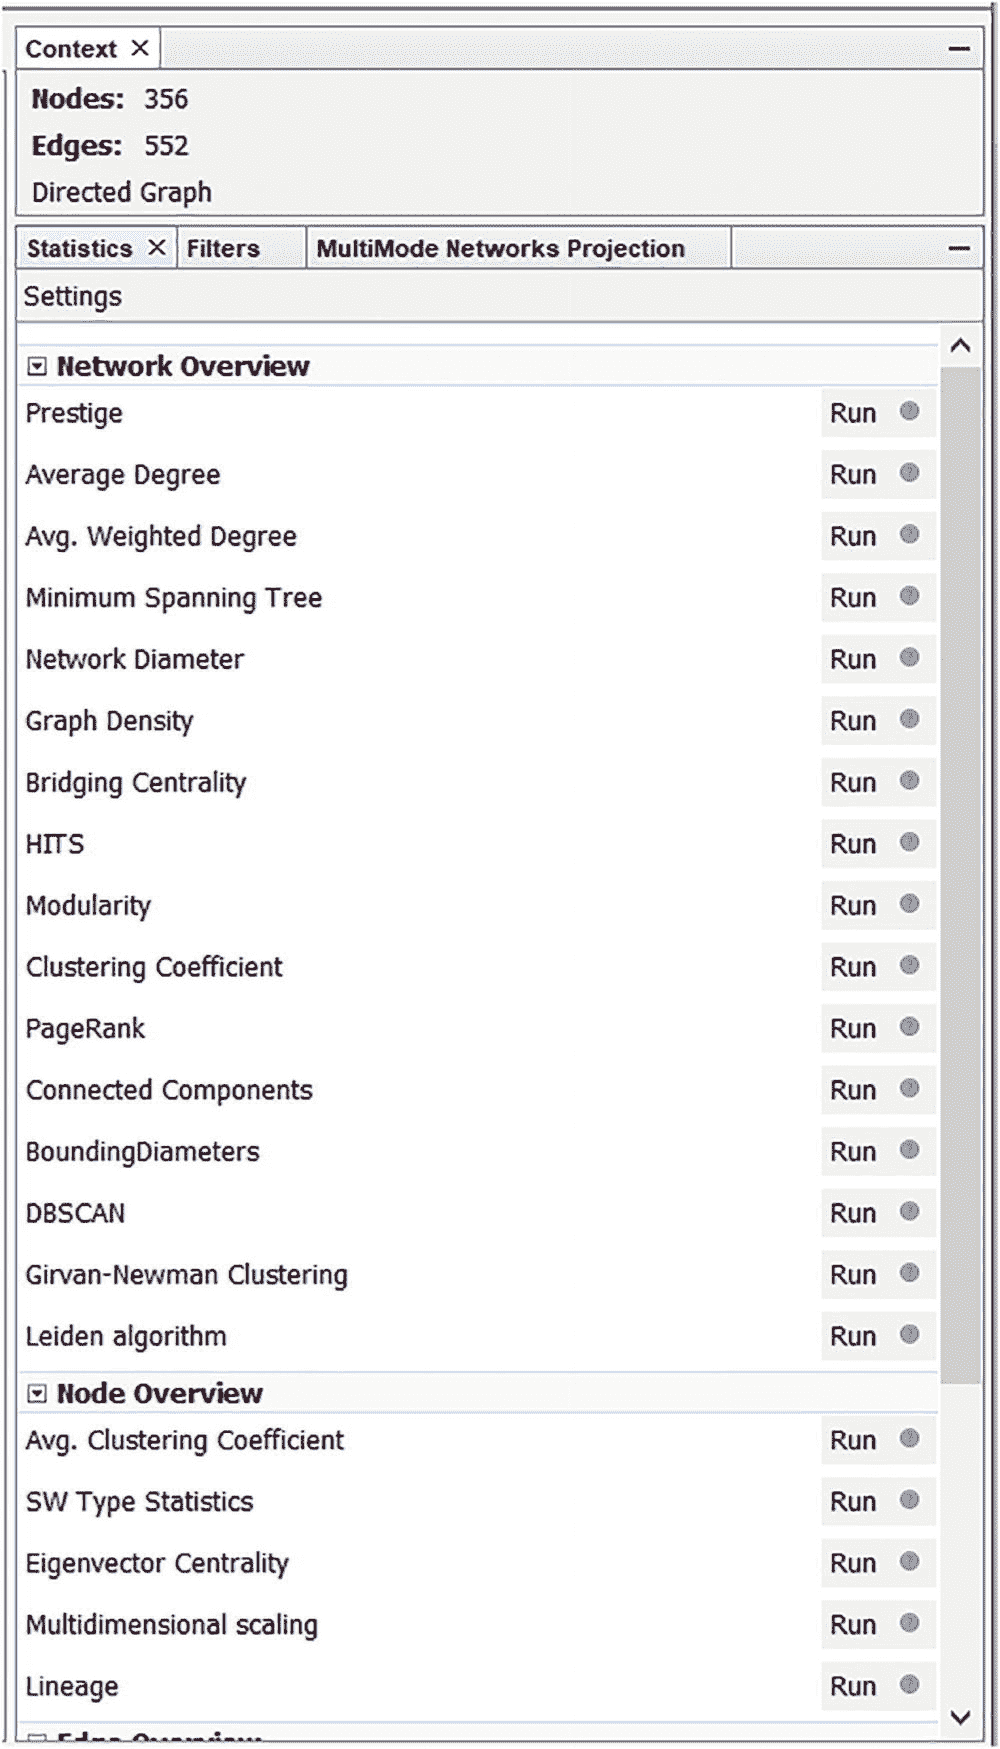 Context
Nodes: 356
Edges: 552
Directed Graph
Statistics Filters MultiMode Networks Projection
Settings
Network Overview
Prestige Run
Average Degree Run
Avg. Weighted Degree Run
Minimum Spanning Tree Run
Network Diameter Run
Graph Density Run
Bridging Centrality Run
HITS Run
Modularity Run
Clustering Coefficient Run
PageRank Run
Connected Components Run
BoundingDiameters Run
DBSCAN Run
Girvan-Newman Clustering Run
Leiden algorithm Run
Node Overview
Avg. Clustering Coefficient Run
SW Type Statistics Run
Eigenvector Centrality Run
Multidimensional scaling Run
Lineage Run
Edge Overview